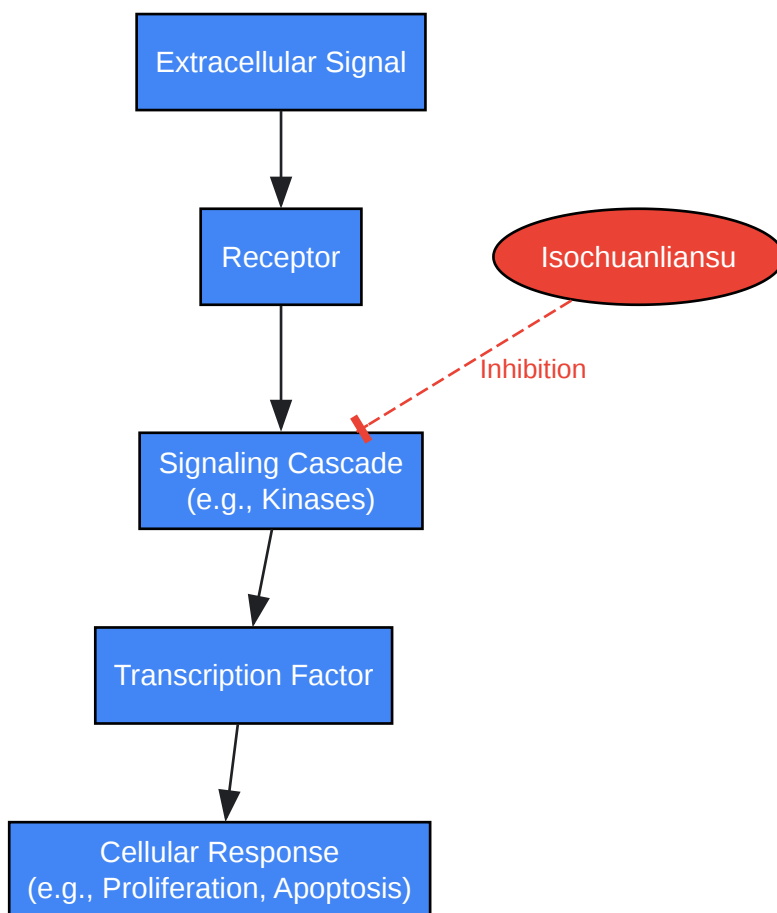 Extracellular Signal
Receptor
Isochuanliansu
Inhibition
Signaling Cascade
(e.g., Kinases)
Transcription Factor
Cellular Response
(e.g., Proliferation, Apoptosis)